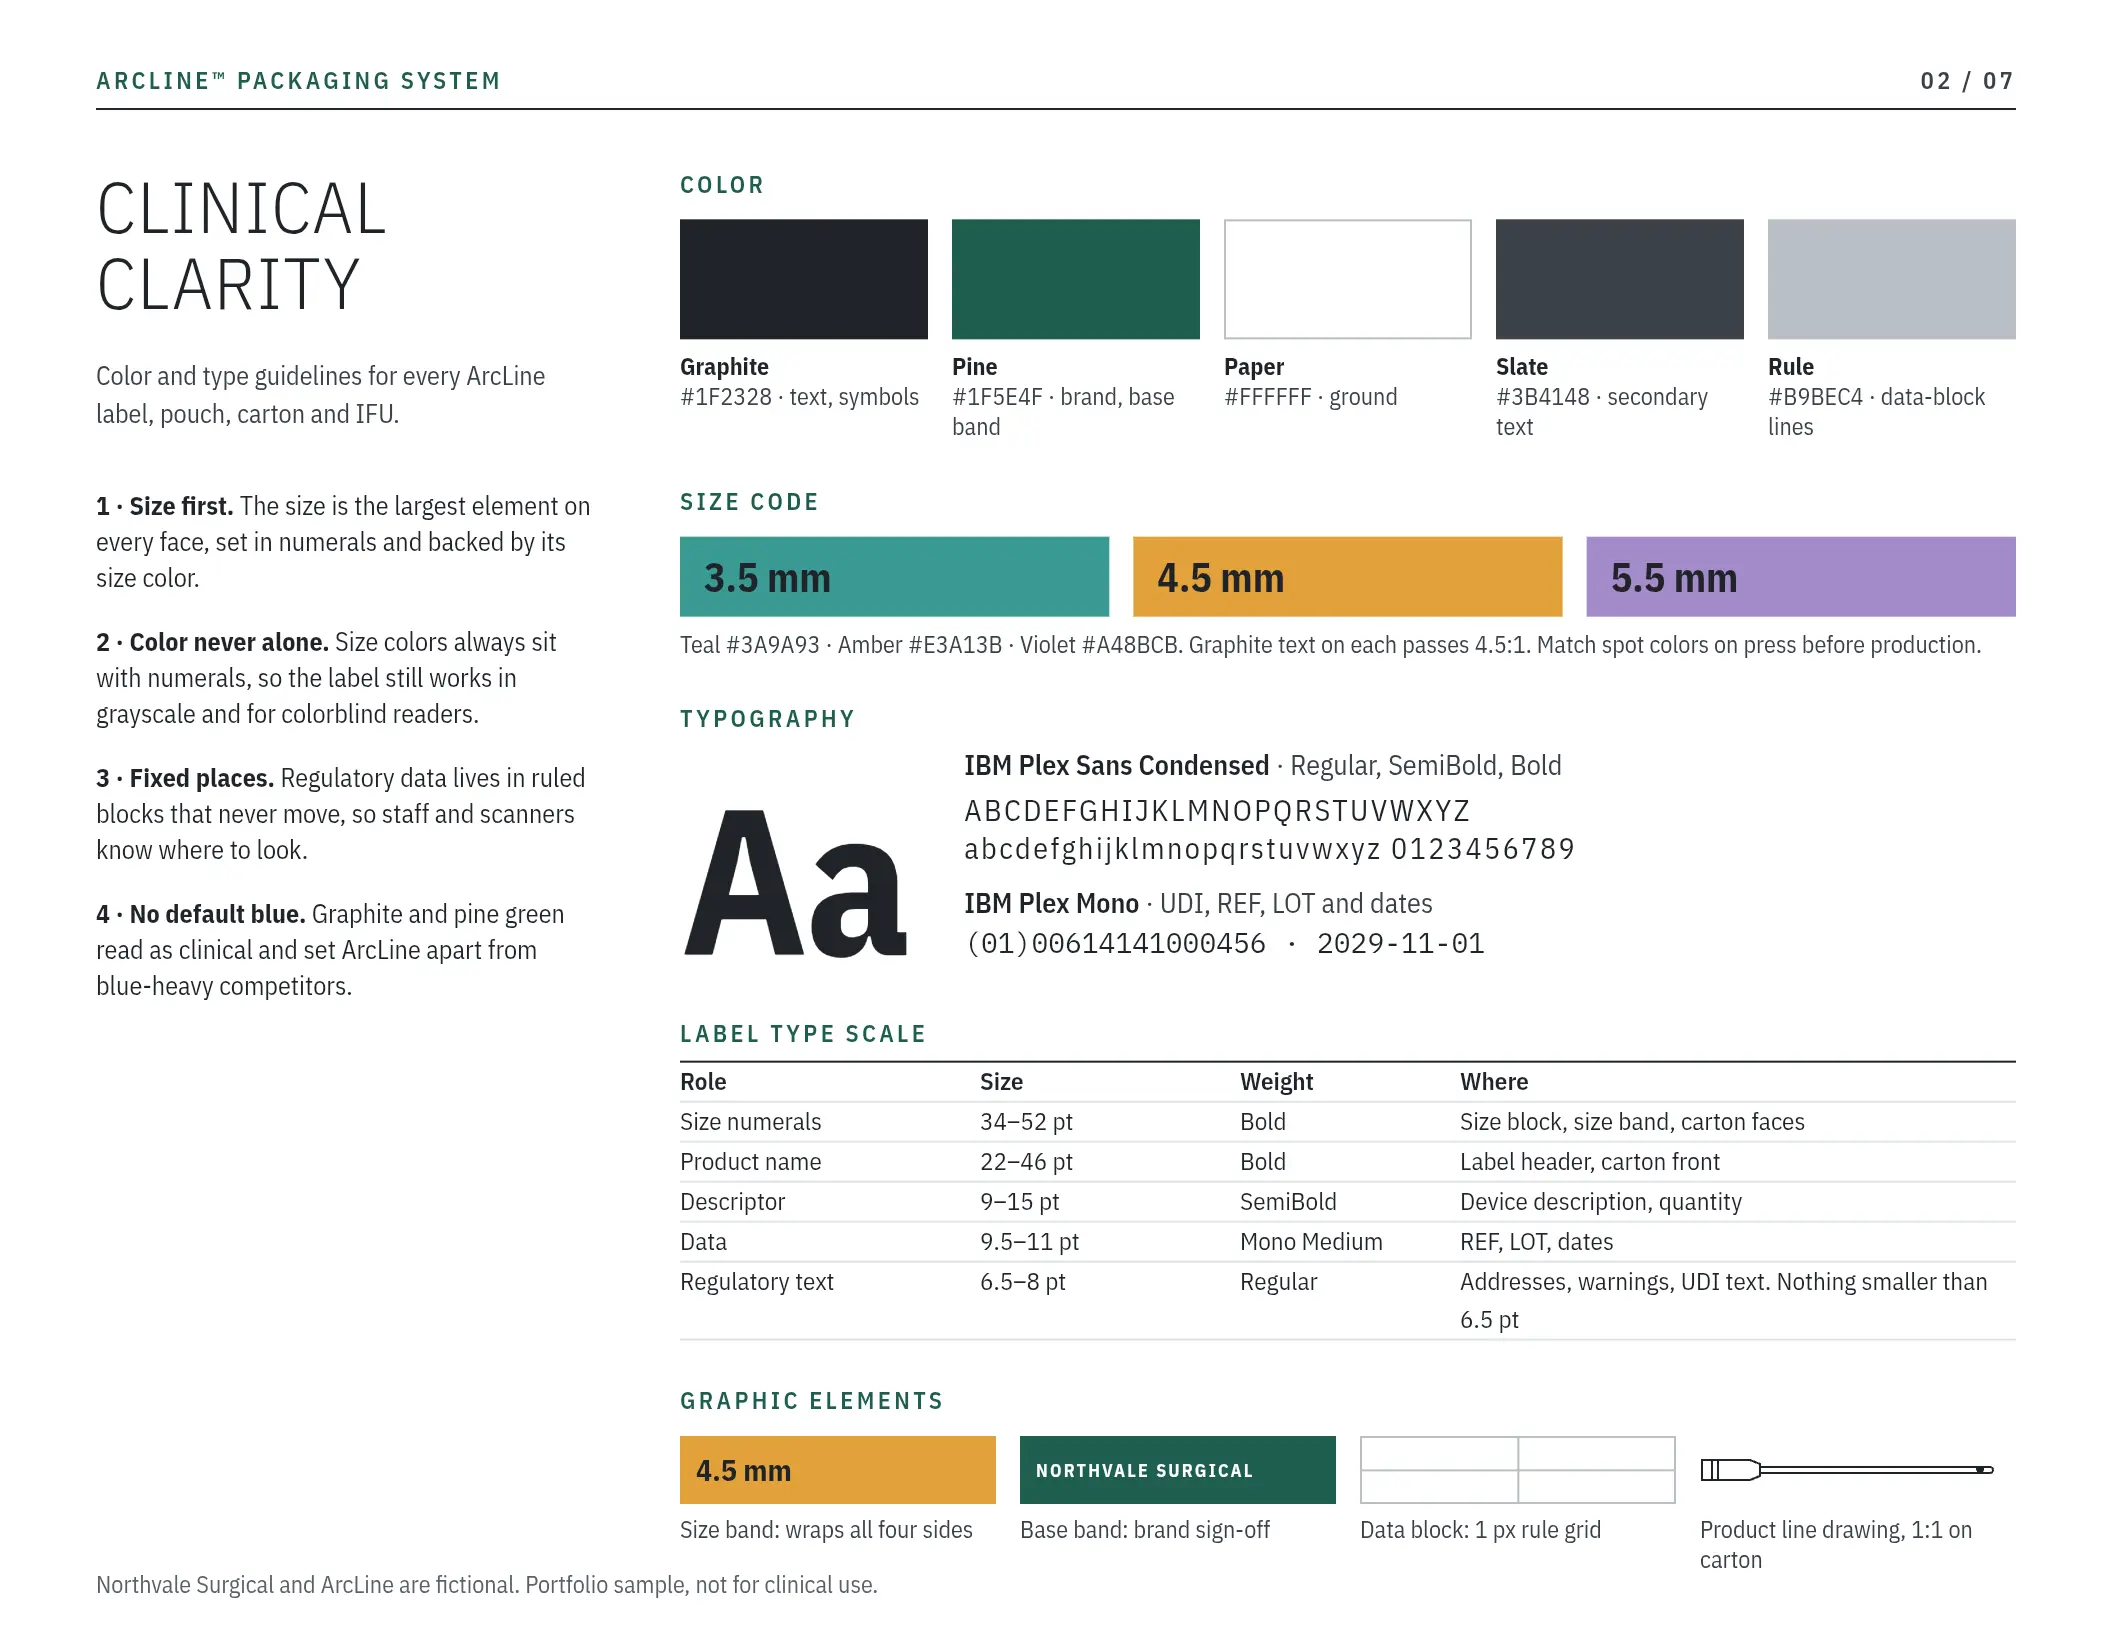 ARCLINE™ PACKAGING SYSTEM
02 / 07
CLINICAL
CLARITY
Color and type guidelines for every ArcLine
label, pouch, carton and IFU.
1 · Size first. The size is the largest element on
every face, set in numerals and backed by its
size color.
2 · Color never alone. Size colors always sit
with numerals, so the label still works in
grayscale and for colorblind readers.
3 · Fixed places. Regulatory data lives in ruled
blocks that never move, so staff and scanners
know where to look.
4 · No default blue. Graphite and pine green
read as clinical and set ArcLine apart from
blue-heavy competitors.
COLOR
Graphite
#1F2328 · text, symbols
Pine
#1F5E4F · brand, base
band
Paper
#FFFFFF · ground
Slate
#3B4148 · secondary
text
Rule
#B9BEC4 · data-block
lines
SIZE CODE
3.5 mm
4.5 mm
5.5 mm
Teal #3A9A93 · Amber #E3A13B · Violet #A48BCB. Graphite text on each passes 4.5:1. Match spot colors on press before production.
TYPOGRAPHY
Aa
IBM Plex Sans Condensed · Regular, SemiBold, Bold
ABCDEFGHIJKLMNOPQRSTUVWXYZ
abcdefghijklmnopqrstuvwxyz 0123456789
IBM Plex Mono · UDI, REF, LOT and dates
(01)00614141000456 · 2029-11-01
LABEL TYPE SCALE
Role Size Weight Where
Size numerals 34–52 pt Bold Size block, size band, carton faces
Product name 22–46 pt Bold Label header, carton front
Descriptor 9–15 pt SemiBold Device description, quantity
Data 9.5–11 pt Mono Medium REF, LOT, dates
Regulatory text 6.5–8 pt Regular Addresses, warnings, UDI text. Nothing smaller than
6.5 pt
GRAPHIC ELEMENTS
4.5 mm
Size band: wraps all four sides
NORTHVALE SURGICAL
Base band: brand sign-off
Data block: 1 px rule grid
Product line drawing, 1:1 on
carton
Northvale Surgical and ArcLine are fictional. Portfolio sample, not for clinical use.